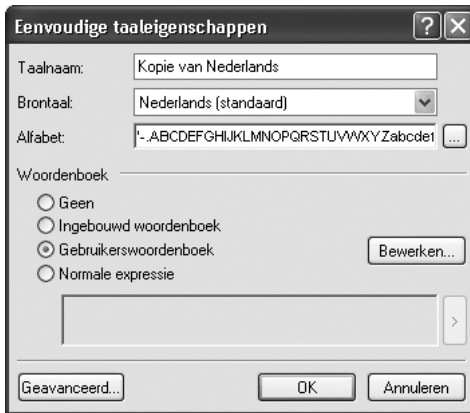 Eenvoudige taaleigenschappen
Taalnaam: Kopie van Nederlands
Brontaal: Nederlands (standaard)
Alfabet: '-.ABCDEFGHIJKLMNOPQRSTUVWXYZabcdef ...
Woordenboek
Geen
Ingebouwd woordenboek
Gebruikerswoordenboek Bewerken...
Normale expressie
>
Geavanceerd... OK Annuleren